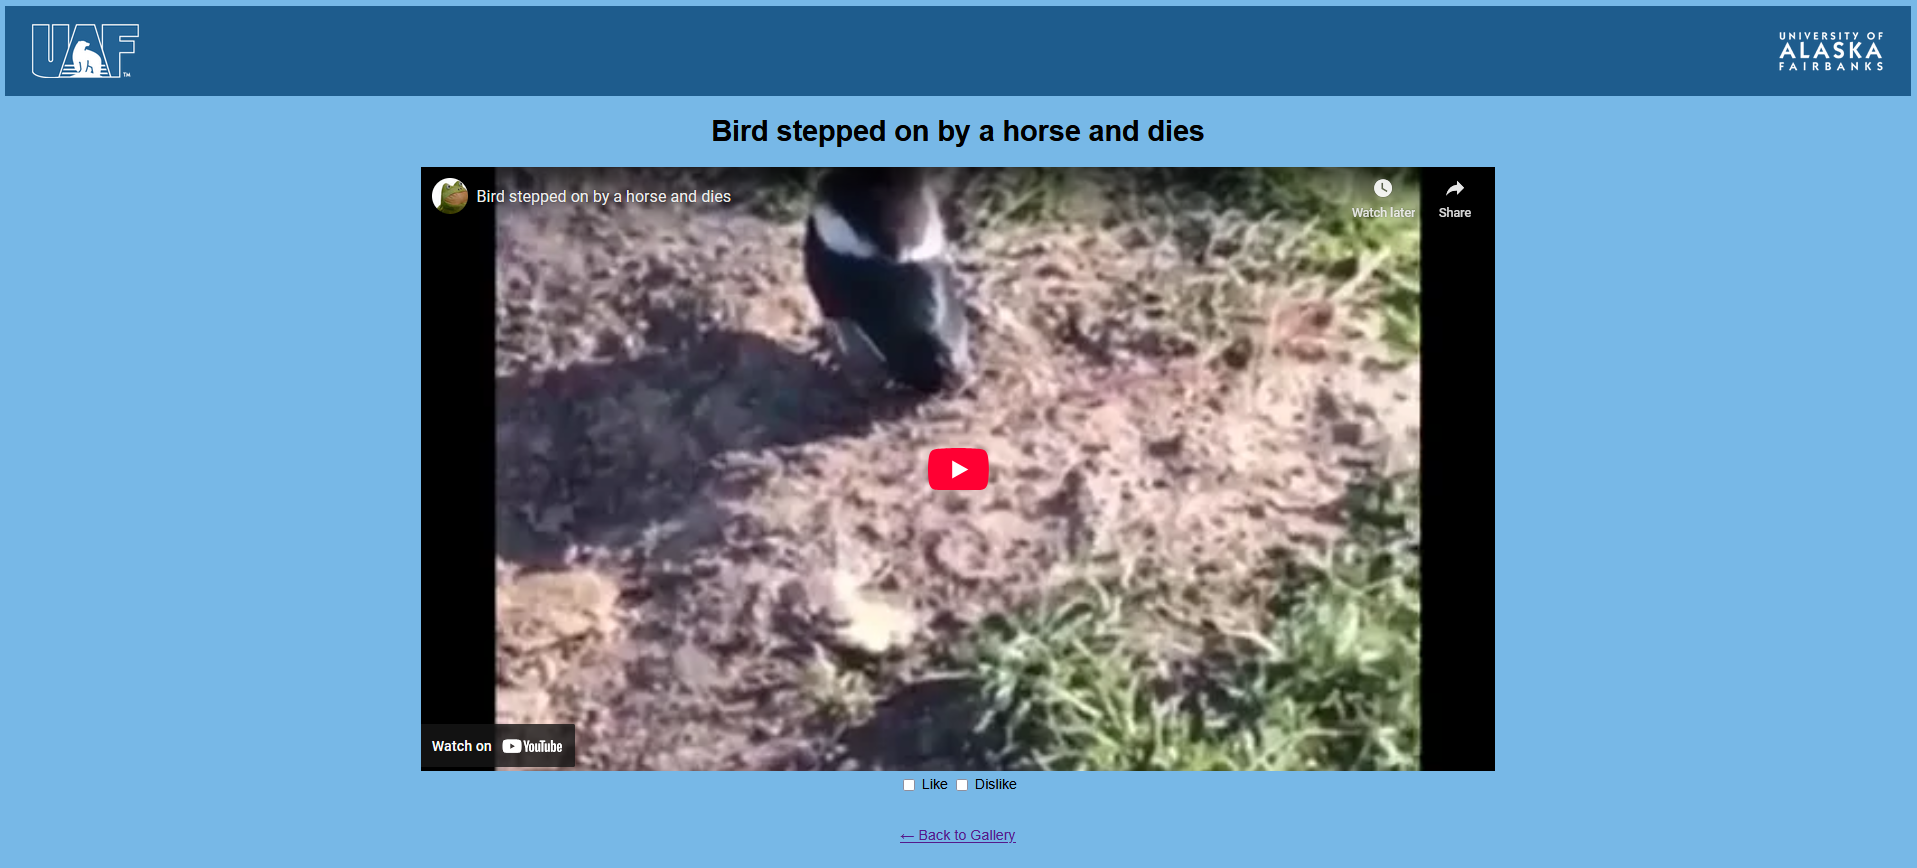 UAF
TM
UNIVERSITY OF
ALASKA
FAIRBANKS
Bird stepped on by a horse and dies
Bird stepped on by a horse and dies
Watch later
Share
Watch on YouTube
Like Dislike
← Back to Gallery